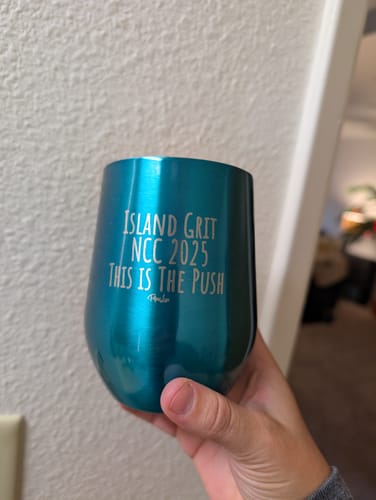 Island Grit
NCC 2025
This is The Push